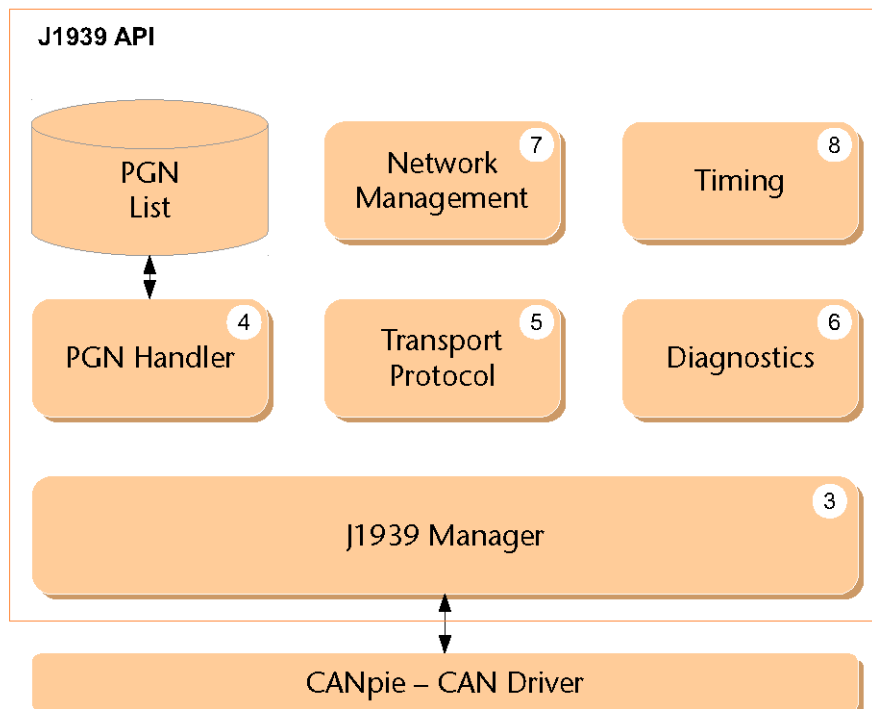 J1939 API
PGN
List
7
Network
Management
8
Timing
4
PGN Handler
5
Transport
Protocol
6
Diagnostics
3
J1939 Manager
CANpie – CAN Driver